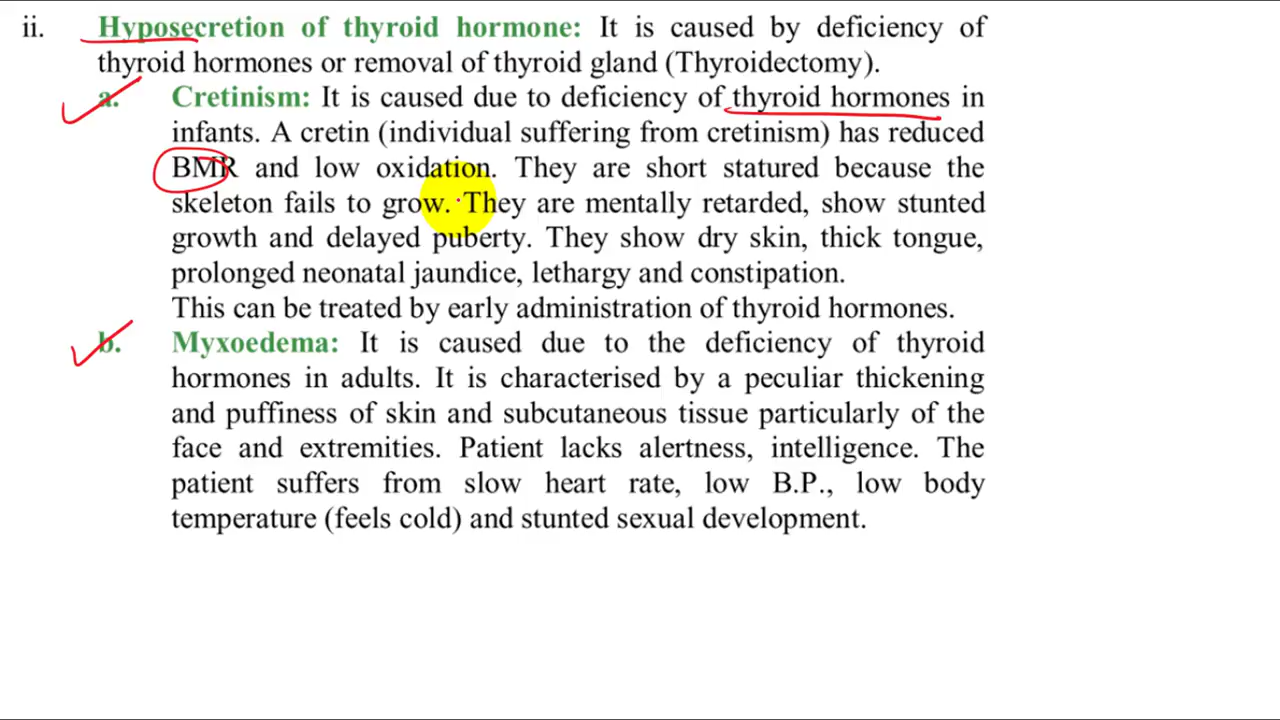 ii. Hyposecretion of thyroid hormone: It is caused by deficiency of
thyroid hormones or removal of thyroid gland (Thyroidectomy).
a. Cretinism: It is caused due to deficiency of thyroid hormones in
infants. A cretin (individual suffering from cretinism) has reduced
BMR and low oxidation. They are short statured because the
skeleton fails to grow. They are mentally retarded, show stunted
growth and delayed puberty. They show dry skin, thick tongue,
prolonged neonatal jaundice, lethargy and constipation.
This can be treated by early administration of thyroid hormones.
b. Myxoedema: It is caused due to the deficiency of thyroid
hormones in adults. It is characterised by a peculiar thickening
and puffiness of skin and subcutaneous tissue particularly of the
face and extremities. Patient lacks alertness, intelligence. The
patient suffers from slow heart rate, low B.P., low body
temperature (feels cold) and stunted sexual development.